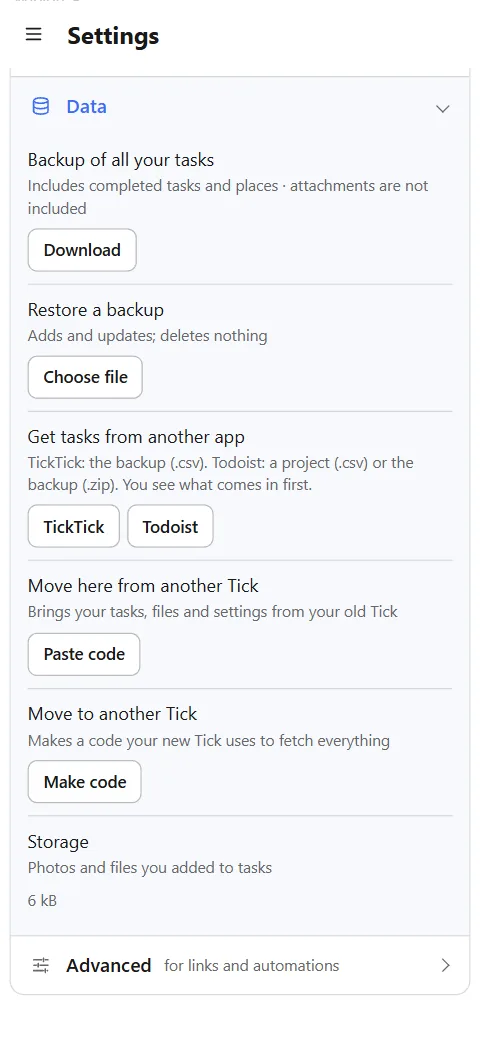 Settings
Data
Backup of all your tasks
Includes completed tasks and places · attachments are not
included
Download
Restore a backup
Adds and updates; deletes nothing
Choose file
Get tasks from another app
TickTick: the backup (.csv). Todoist: a project (.csv) or the
backup (.zip). You see what comes in first.
TickTick Todoist
Move here from another Tick
Brings your tasks, files and settings from your old Tick
Paste code
Move to another Tick
Makes a code your new Tick uses to fetch everything
Make code
Storage
Photos and files you added to tasks
6 kB
Advanced for links and automations